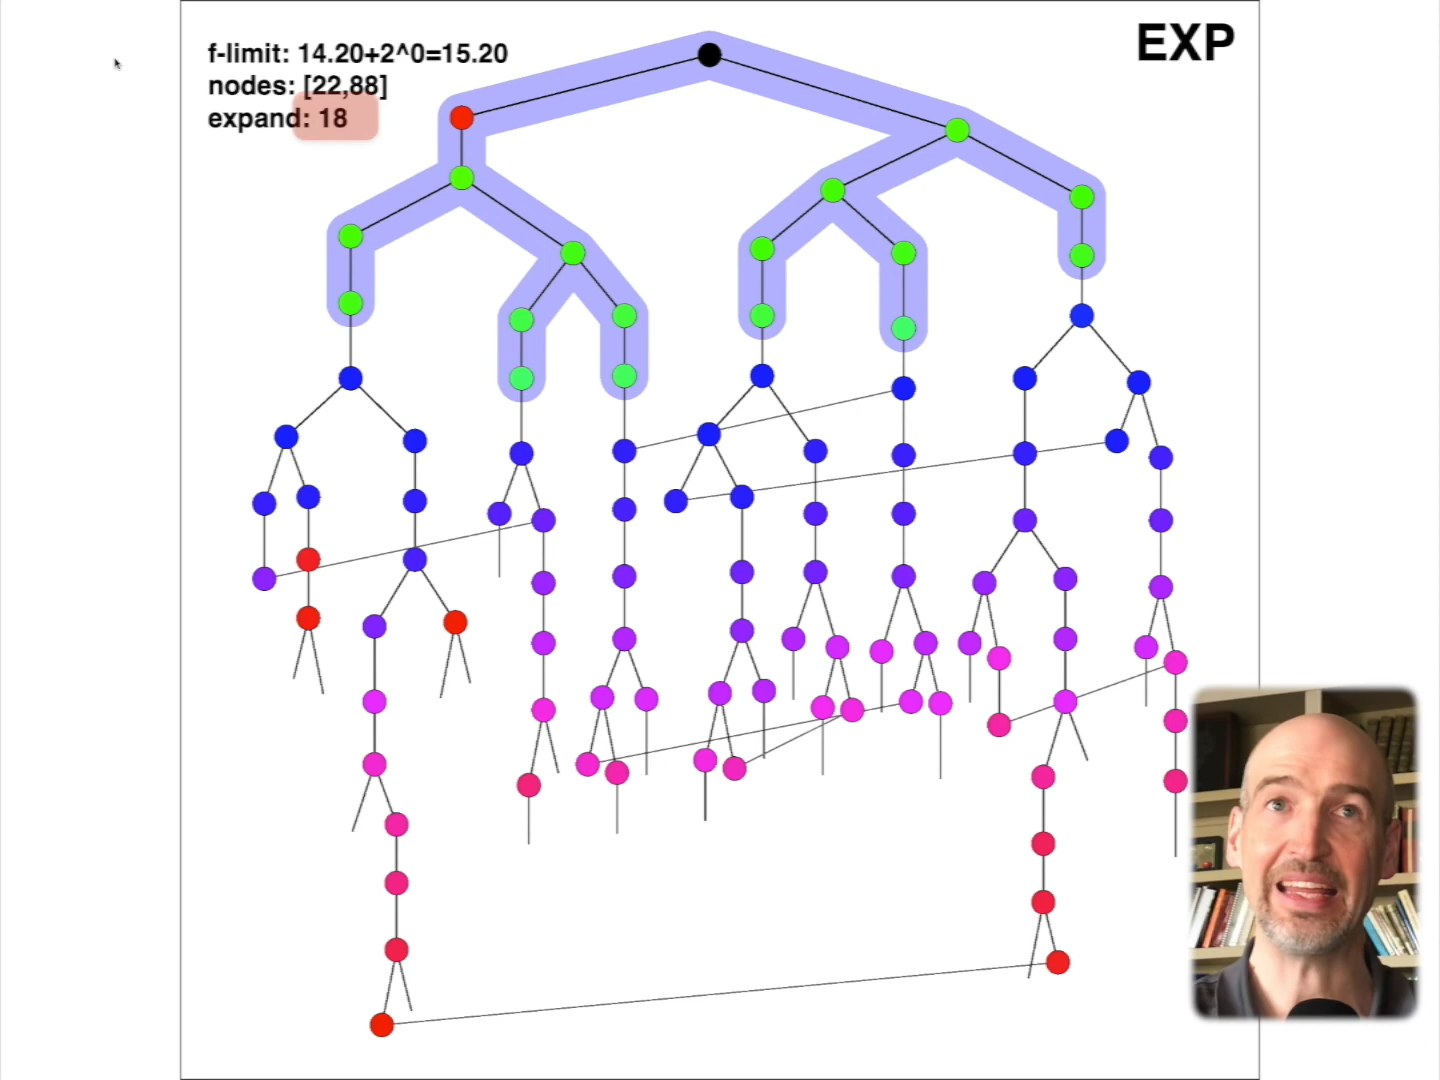 f-limit: 14.20+2^0=15.20
nodes: [22,88]
expand: 18
EXP